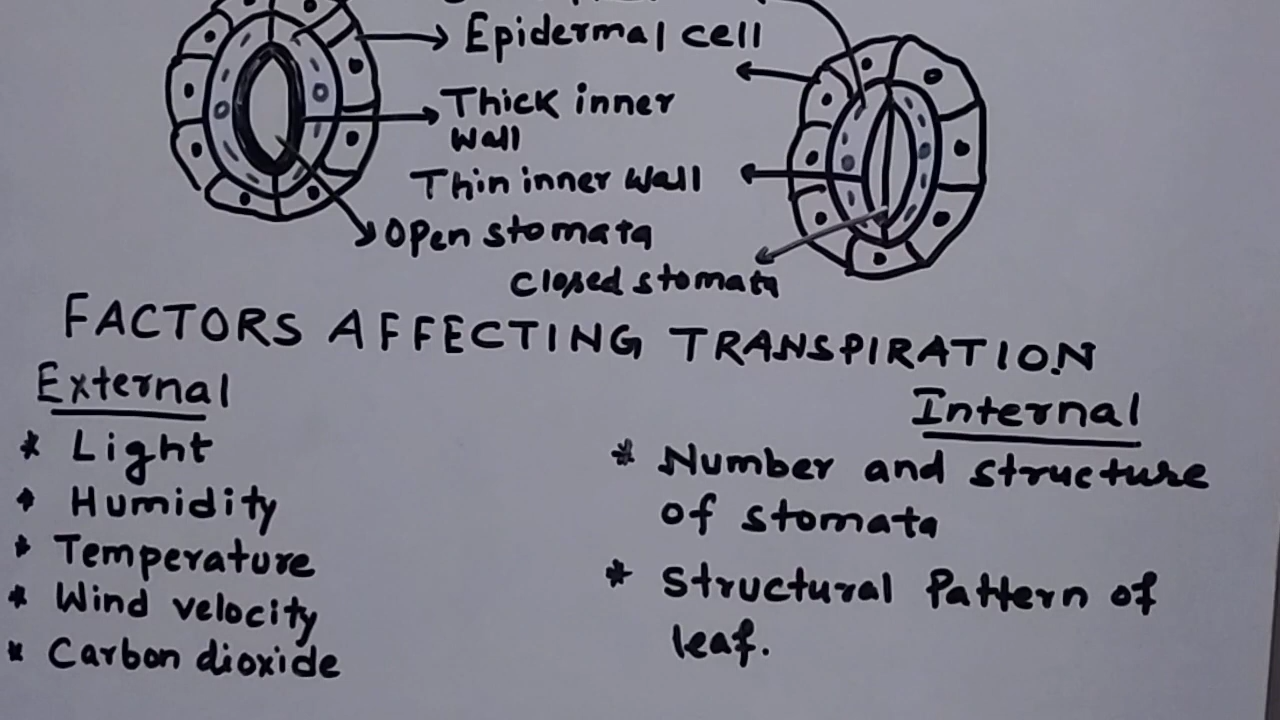 Epidermal cell
Thick inner
wall
Thin inner wall
Open stomata
Closed stomata
FACTORS AFFECTING TRANSPIRATION
External
* Light
* Humidity
* Temperature
* Wind velocity
* Carbon dioxide
Internal
* Number and structure
of stomata
* Structural Pattern of
leaf.